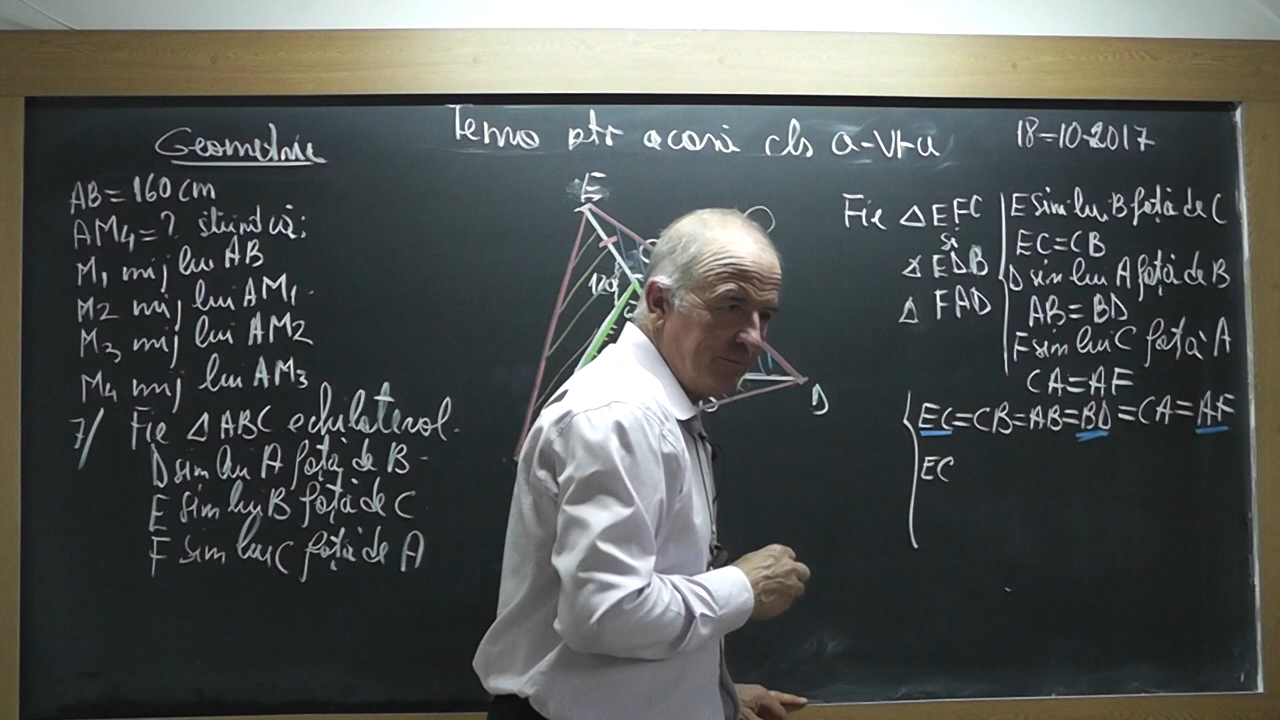 Geometrie
Tema ptr acasă cls a-VI-a
18-10-2017
AB = 160 cm
AM4 = ? știind că:
M1 mij lui AB
M2 mij lui AM1.
M3 mij lui AM2
M4 mij lui AM3
7/ Fie △ABC echilateral.
D sim lui A față de B
E sim lui B față de C
F sim lui C față de A
E
120°
D
Fie △EFC
și
△EDB
△FAD
E sim lui B față de C
EC=CB
D sim lui A față de B
AB=BD
F sim lui C față A
CA=AF
EC=CB=AB=BD=CA=AF
EC